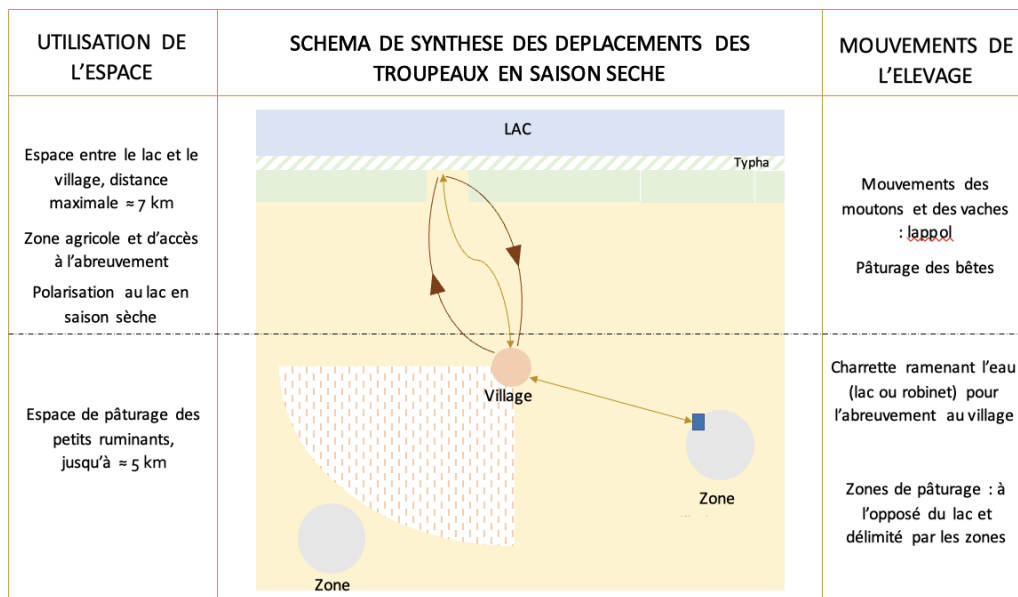 UTILISATION DE
L'ESPACE
SCHEMA DE SYNTHESE DES DEPLACEMENTS DES
TROUPEAUX EN SAISON SECHE
MOUVEMENTS DE
L'ELEVAGE
Espace entre le lac et le
village, distance
maximale ≈ 7 km
Zone agricole et d'accès
à l'abreuvement
Polarisation au lac en
saison sèche
Espace de pâturage des
petits ruminants,
jusqu'à ≈ 5 km
LAC
Typha
Village
Zone
Zone
Mouvements des
moutons et des vaches
: lappol
Pâturage des bêtes
Charrette ramenant l'eau
(lac ou robinet) pour
l'abreuvement au village
Zones de pâturage : à
l'opposé du lac et
délimité par les zones